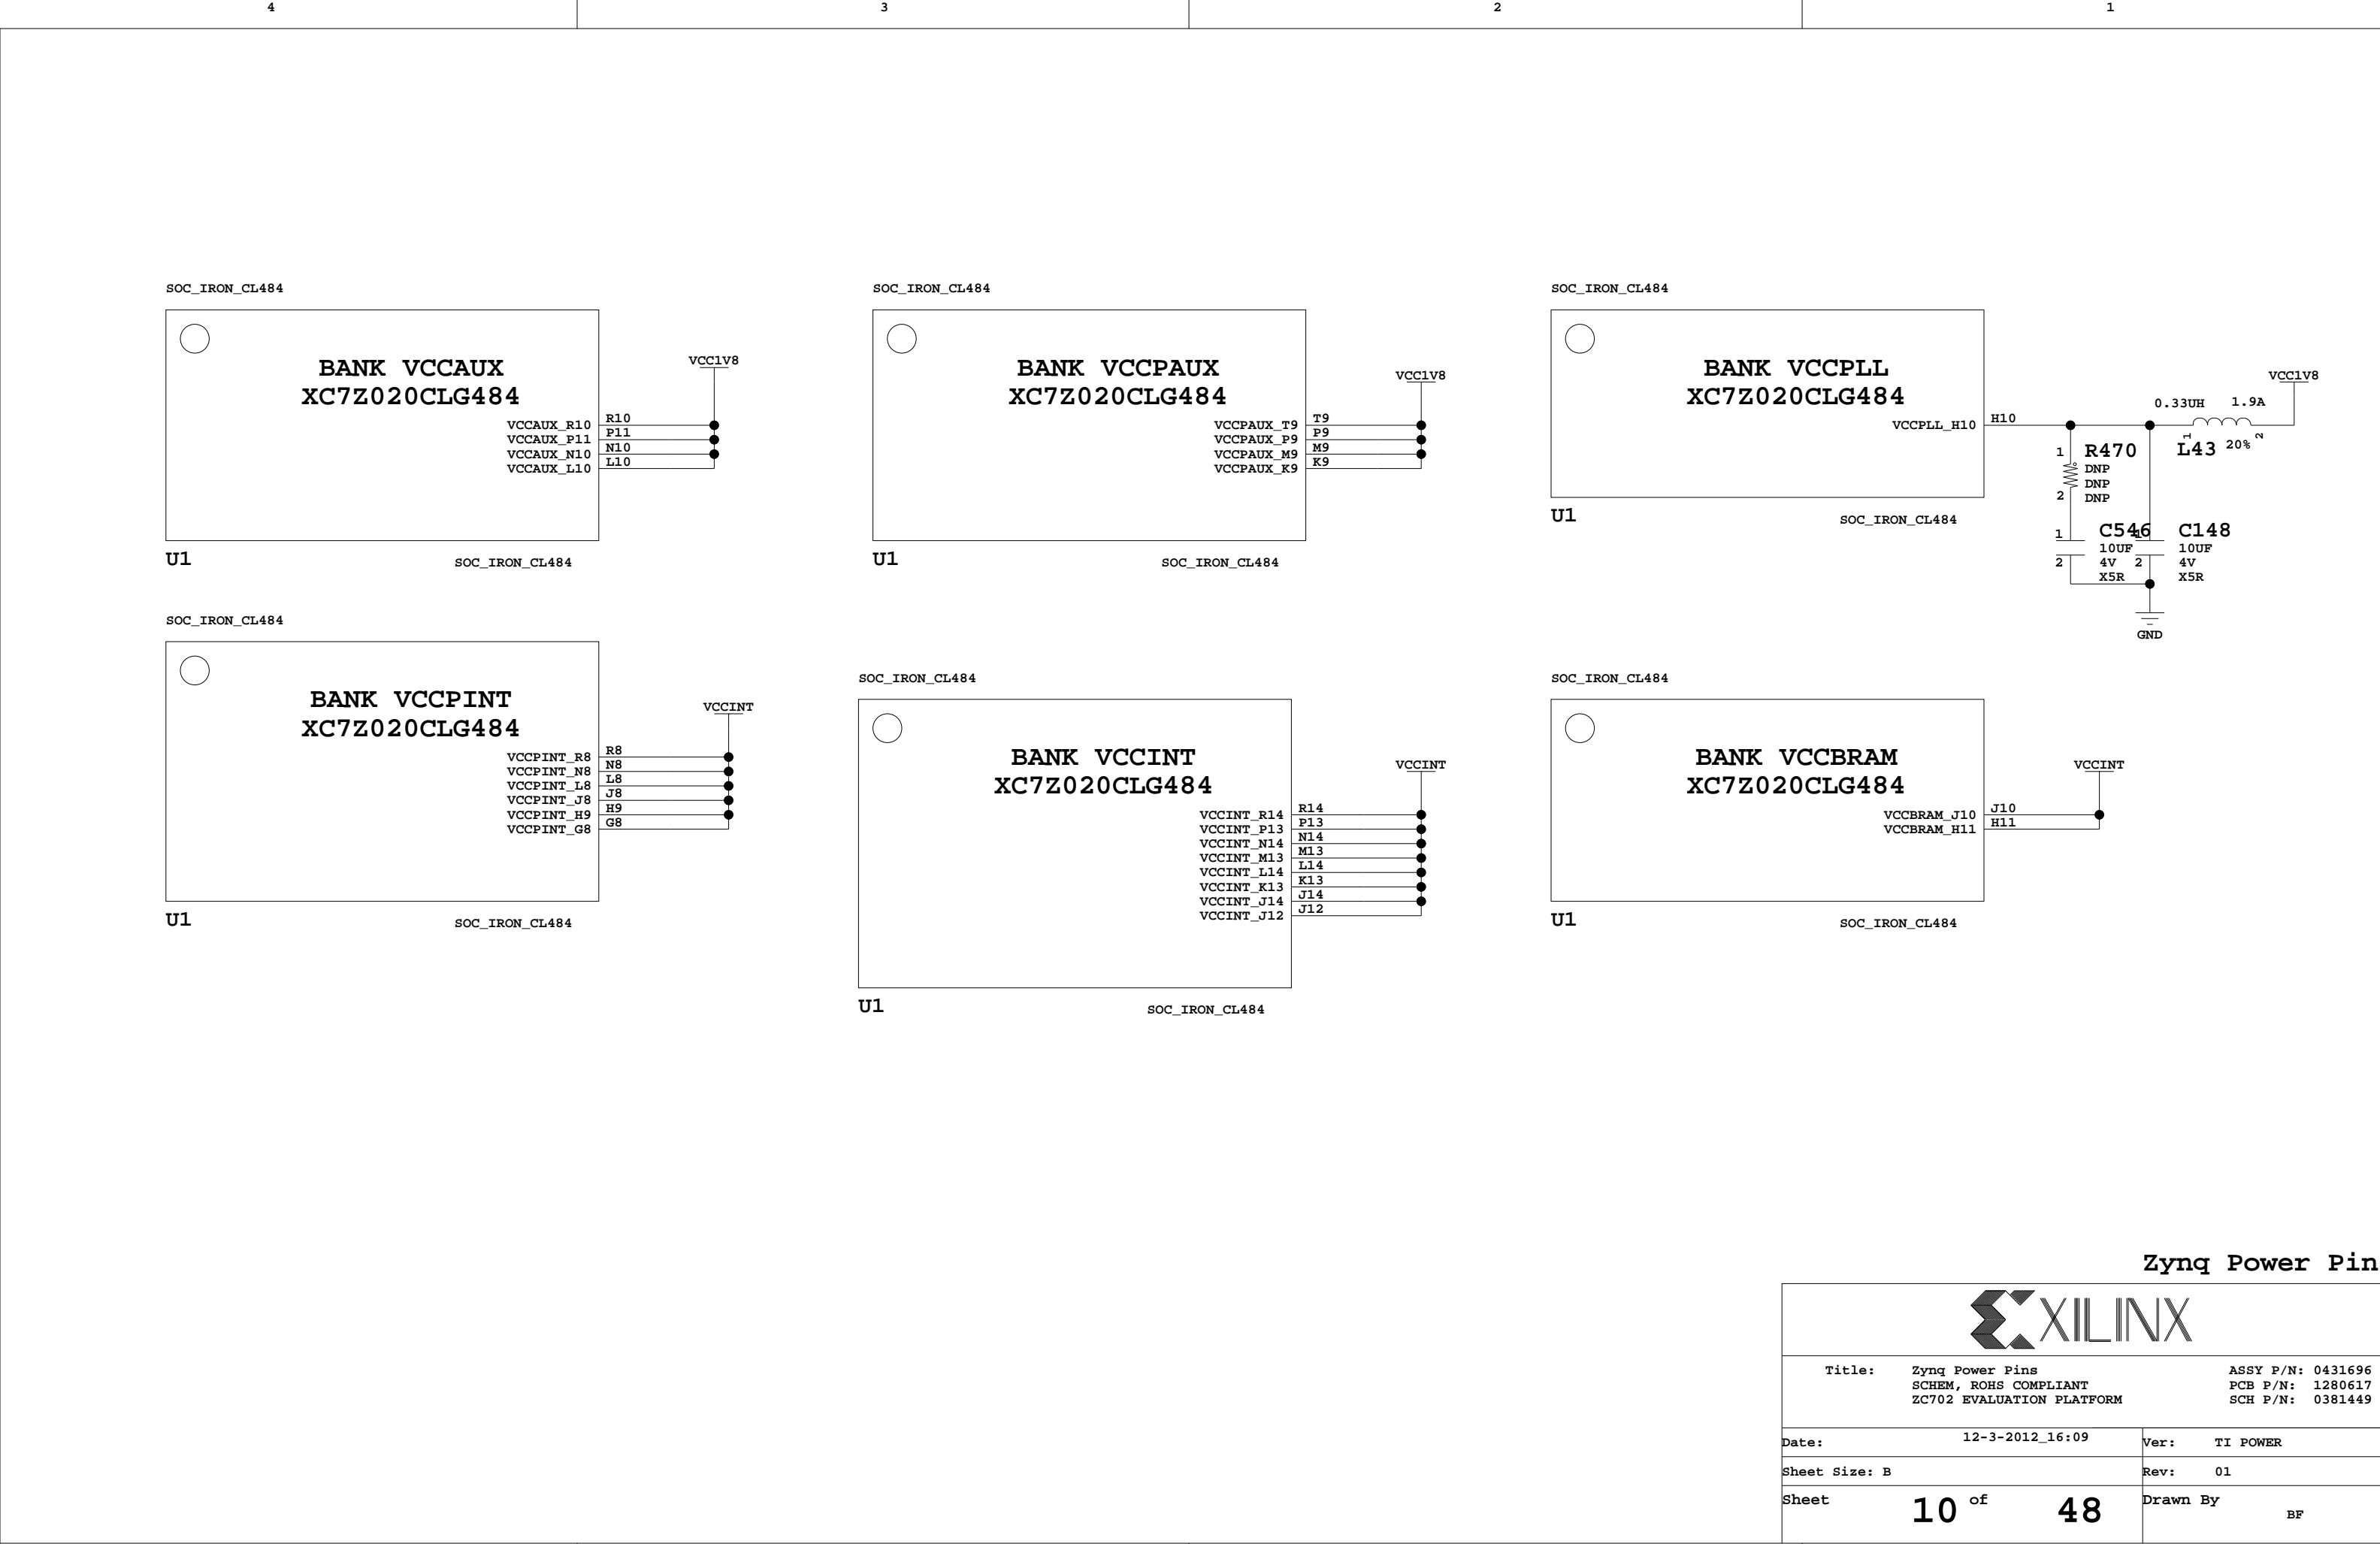 4 3 2 1
SOC_IRON_CL484
BANK VCCAUX
XC7Z020CLG484
VCC1V8
VCCAUX_R10 R10
VCCAUX_P11 P11
VCCAUX_N10 N10
VCCAUX_L10 L10
U1
SOC_IRON_CL484
SOC_IRON_CL484
BANK VCCPAUX
XC7Z020CLG484
VCC1V8
VCCPAUX_T9 T9
VCCPAUX_P9 P9
VCCPAUX_M9 M9
VCCPAUX_K9 K9
U1
SOC_IRON_CL484
SOC_IRON_CL484
BANK VCCPLL
XC7Z020CLG484
VCCPLL_H10 H10
VCC1V8
0.33UH 1.9A
1 2
L43 20%
1 R470
DNP
DNP
2 DNP
1 C546
10UF
2 4V
X5R
1 C148
10UF
2 4V
X5R
GND
U1
SOC_IRON_CL484
SOC_IRON_CL484
BANK VCCPINT
XC7Z020CLG484
VCCINT
VCCPINT_R8 R8
VCCPINT_N8 N8
VCCPINT_L8 L8
VCCPINT_J8 J8
VCCPINT_H9 H9
VCCPINT_G8 G8
U1
SOC_IRON_CL484
SOC_IRON_CL484
BANK VCCINT
XC7Z020CLG484
VCCINT
VCCINT_R14 R14
VCCINT_P13 P13
VCCINT_N14 N14
VCCINT_M13 M13
VCCINT_L14 L14
VCCINT_K13 K13
VCCINT_J14 J14
VCCINT_J12 J12
U1
SOC_IRON_CL484
SOC_IRON_CL484
BANK VCCBRAM
XC7Z020CLG484
VCCINT
VCCBRAM_J10 J10
VCCBRAM_H11 H11
U1
SOC_IRON_CL484
Zynq Power Pin
XILINX
Title: Zynq Power Pins ASSY P/N: 0431696
SCHEM, ROHS COMPLIANT PCB P/N: 1280617
ZC702 EVALUATION PLATFORM SCH P/N: 0381449
Date: 12-3-2012_16:09 Ver: TI POWER
Sheet Size: B Rev: 01
Sheet 10 of 48 Drawn By
BF